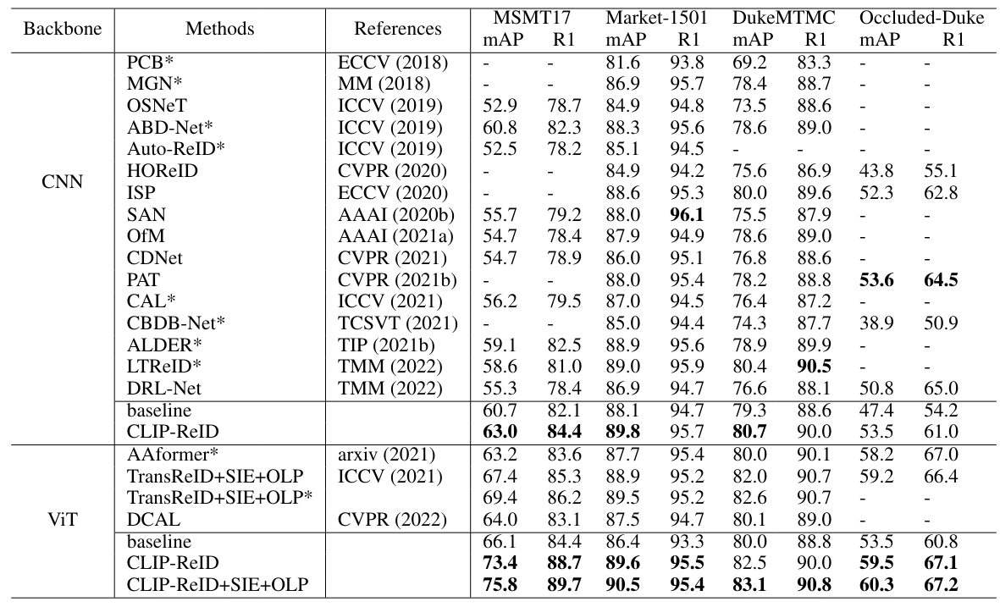 Backbone Methods References MSMT17 Market-1501 DukeMTMC Occluded-Duke
mAP R1 mAP R1 mAP R1 mAP R1
PCB* ECCV (2018) - - 81.6 93.8 69.2 83.3 - -
MGN* MM (2018) - - 86.9 95.7 78.4 88.7 - -
OSNeT ICCV (2019) 52.9 78.7 84.9 94.8 73.5 88.6 - -
ABD-Net* ICCV (2019) 60.8 82.3 88.3 95.6 78.6 89.0 - -
Auto-ReID* ICCV (2019) 52.5 78.2 85.1 94.5 - - - -
HOReID CVPR (2020) - - 84.9 94.2 75.6 86.9 43.8 55.1
CNN
ISP ECCV (2020) - - 88.6 95.3 80.0 89.6 52.3 62.8
SAN AAAI (2020b) 55.7 79.2 88.0 96.1 75.5 87.9 - -
OfM AAAI (2021a) 54.7 78.4 87.9 94.9 78.6 89.0 - -
CDNet CVPR (2021) 54.7 78.9 86.0 95.1 76.8 88.6 - -
PAT CVPR (2021b) - - 88.0 95.4 78.2 88.8 53.6 64.5
CAL* ICCV (2021) 56.2 79.5 87.0 94.5 76.4 87.2 - -
CBDB-Net* TCSVT (2021) - - 85.0 94.4 74.3 87.7 38.9 50.9
ALDER* TIP (2021b) 59.1 82.5 88.9 95.6 78.9 89.9 - -
LTReID* TMM (2022) 58.6 81.0 89.0 95.9 80.4 90.5 - -
DRL-Net TMM (2022) 55.3 78.4 86.9 94.7 76.6 88.1 50.8 65.0
baseline 60.7 82.1 88.1 94.7 79.3 88.6 47.4 54.2
CLIP-ReID 63.0 84.4 89.8 95.7 80.7 90.0 53.5 61.0
AAformer* arxiv (2021) 63.2 83.6 87.7 95.4 80.0 90.1 58.2 67.0
TransReID+SIE+OLP ICCV (2021) 67.4 85.3 88.9 95.2 82.0 90.7 59.2 66.4
TransReID+SIE+OLP* 69.4 86.2 89.5 95.2 82.6 90.7 - -
ViT DCAL CVPR (2022) 64.0 83.1 87.5 94.7 80.1 89.0 - -
baseline 66.1 84.4 86.4 93.3 80.0 88.8 53.5 60.8
CLIP-ReID 73.4 88.7 89.6 95.5 82.5 90.0 59.5 67.1
CLIP-ReID+SIE+OLP 75.8 89.7 90.5 95.4 83.1 90.8 60.3 67.2